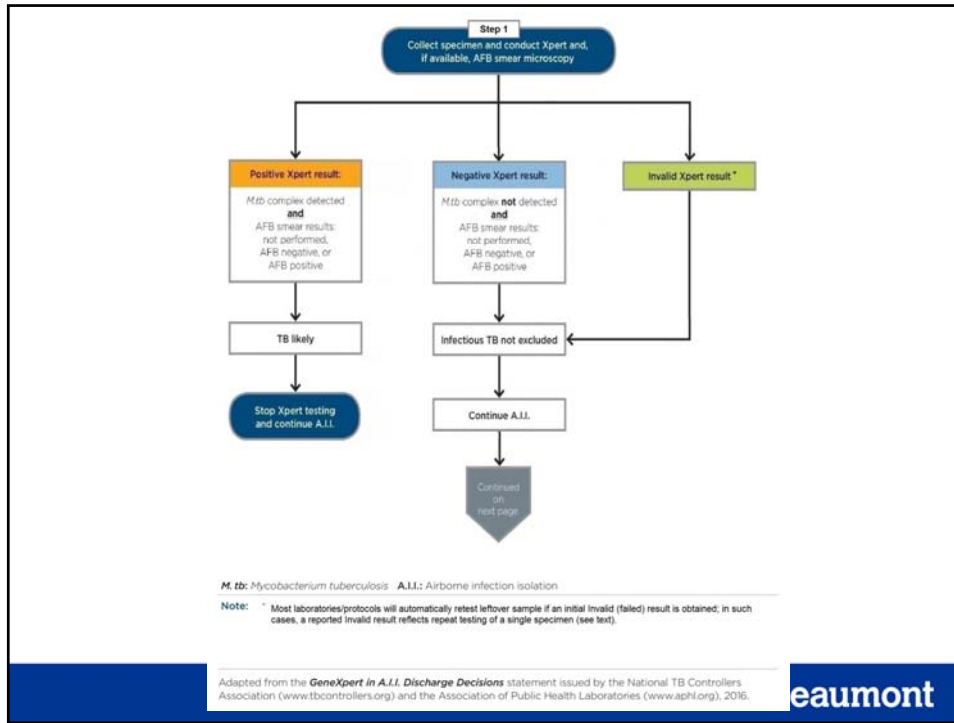 Step 1
Collect specimen and conduct Xpert and,
if available, AFB smear microscopy
Positive Xpert result:
M.tb complex detected
and
AFB smear results:
not performed,
AFB negative, or
AFB positive
Negative Xpert result:
M.tb complex not detected
and
AFB smear results:
not performed,
AFB negative, or
AFB positive
Invalid Xpert result *
TB likely
Infectious TB not excluded
Stop Xpert testing
and continue A.I.I.
Continue A.I.I.
Continued
on
next page
M. tb: Mycobacterium tuberculosis A.I.I.: Airborne infection isolation
Note: * Most laboratories/protocols will automatically retest leftover sample if an initial Invalid (failed) result is obtained; in such
cases, a reported Invalid result reflects repeat testing of a single specimen (see text).
Adapted from the GeneXpert in A.I.I. Discharge Decisions statement issued by the National TB Controllers
Association (www.tbcontrollers.org) and the Association of Public Health Laboratories (www.aphl.org), 2016.
eaumont